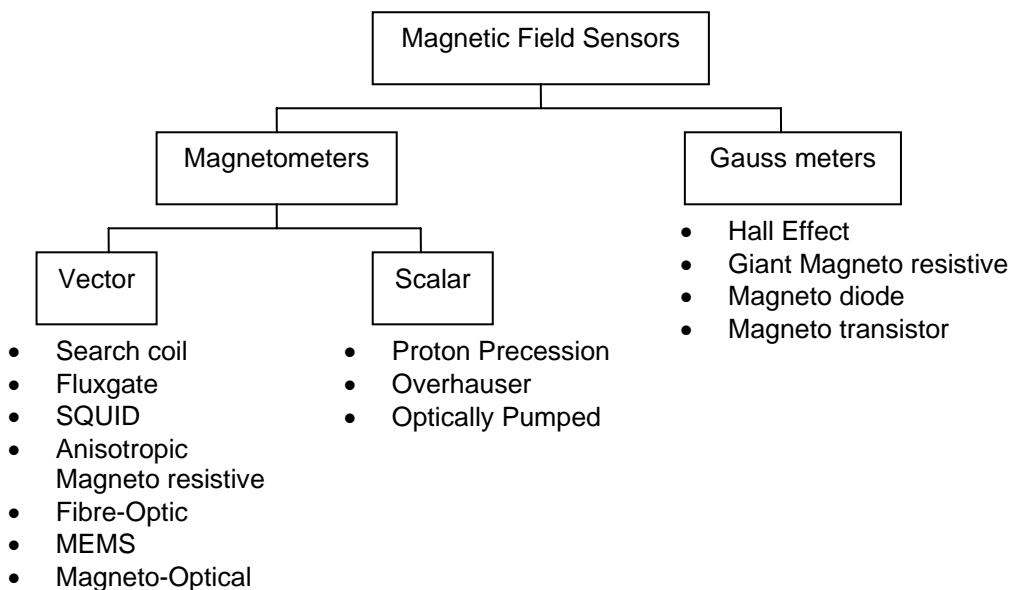 Magnetic Field Sensors
Magnetometers
Gauss meters
Vector
Scalar
• Search coil
• Fluxgate
• SQUID
• Anisotropic
Magneto resistive
• Fibre-Optic
• MEMS
• Magneto-Optical
• Proton Precession
• Overhauser
• Optically Pumped
• Hall Effect
• Giant Magneto resistive
• Magneto diode
• Magneto transistor